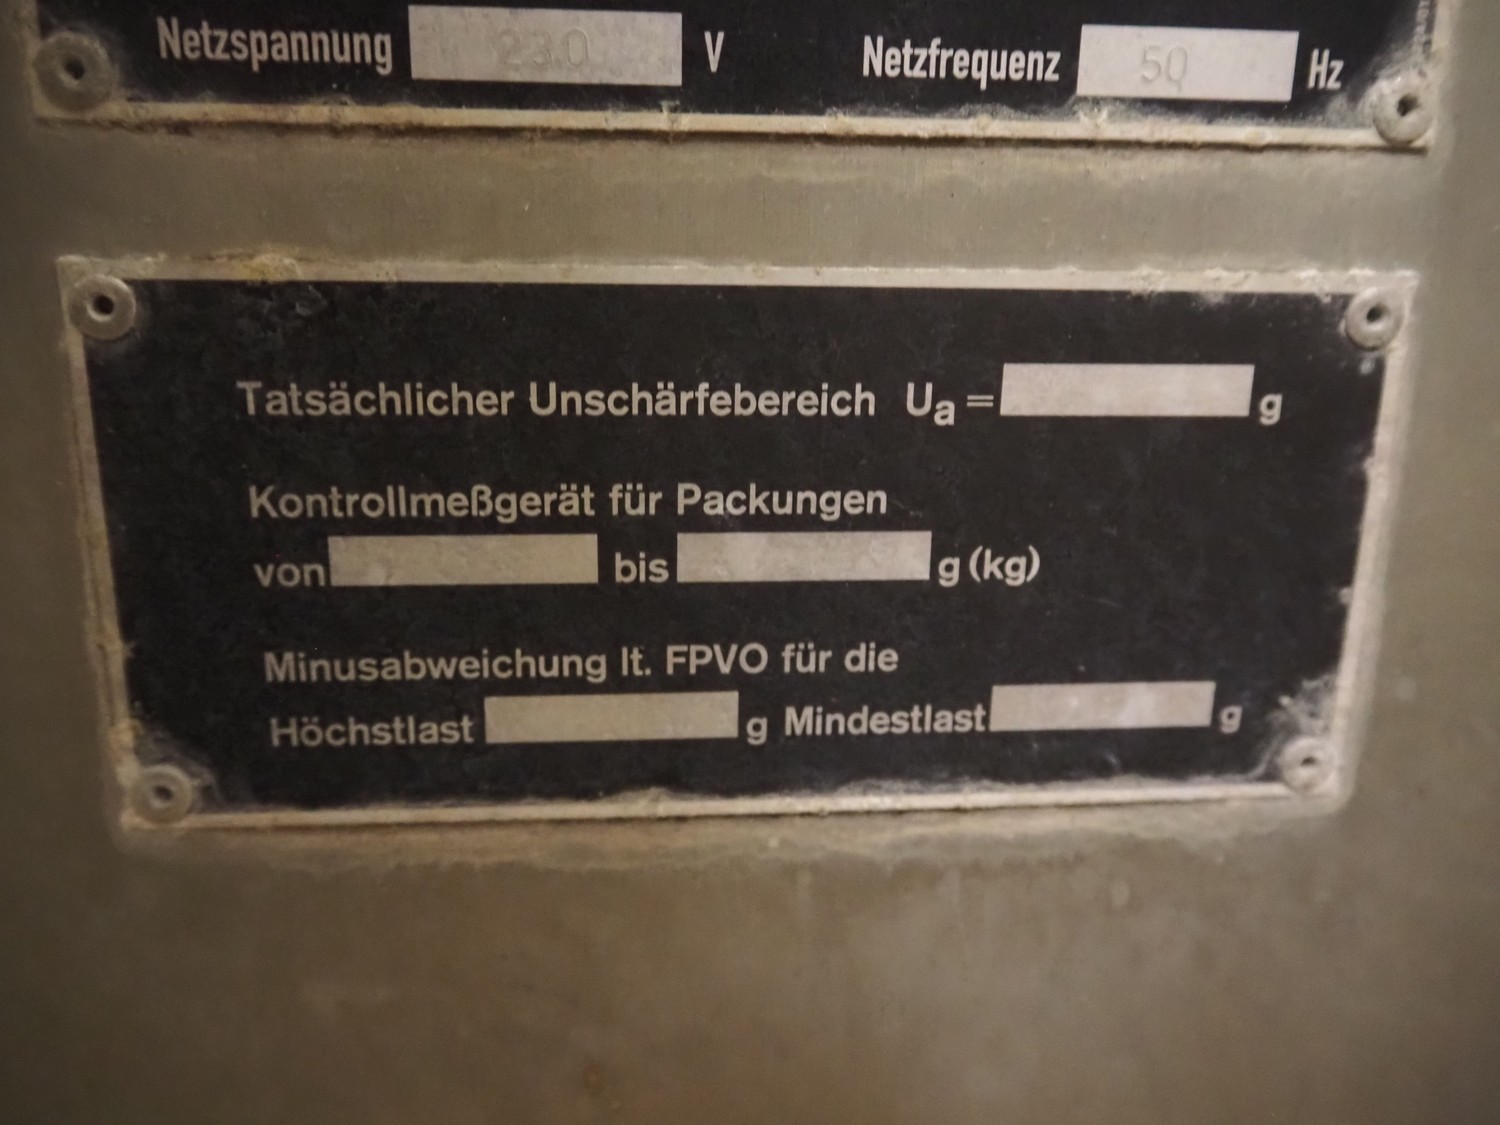 Netzspannung 230 V Netzfrequenz 50 Hz
Tatsächlicher Unschärfebereich Ua = g
Kontrollmeßgerät für Packungen
von bis g (kg)
Minusabweichung lt. FPVO für die
Höchstlast g Mindestlast g